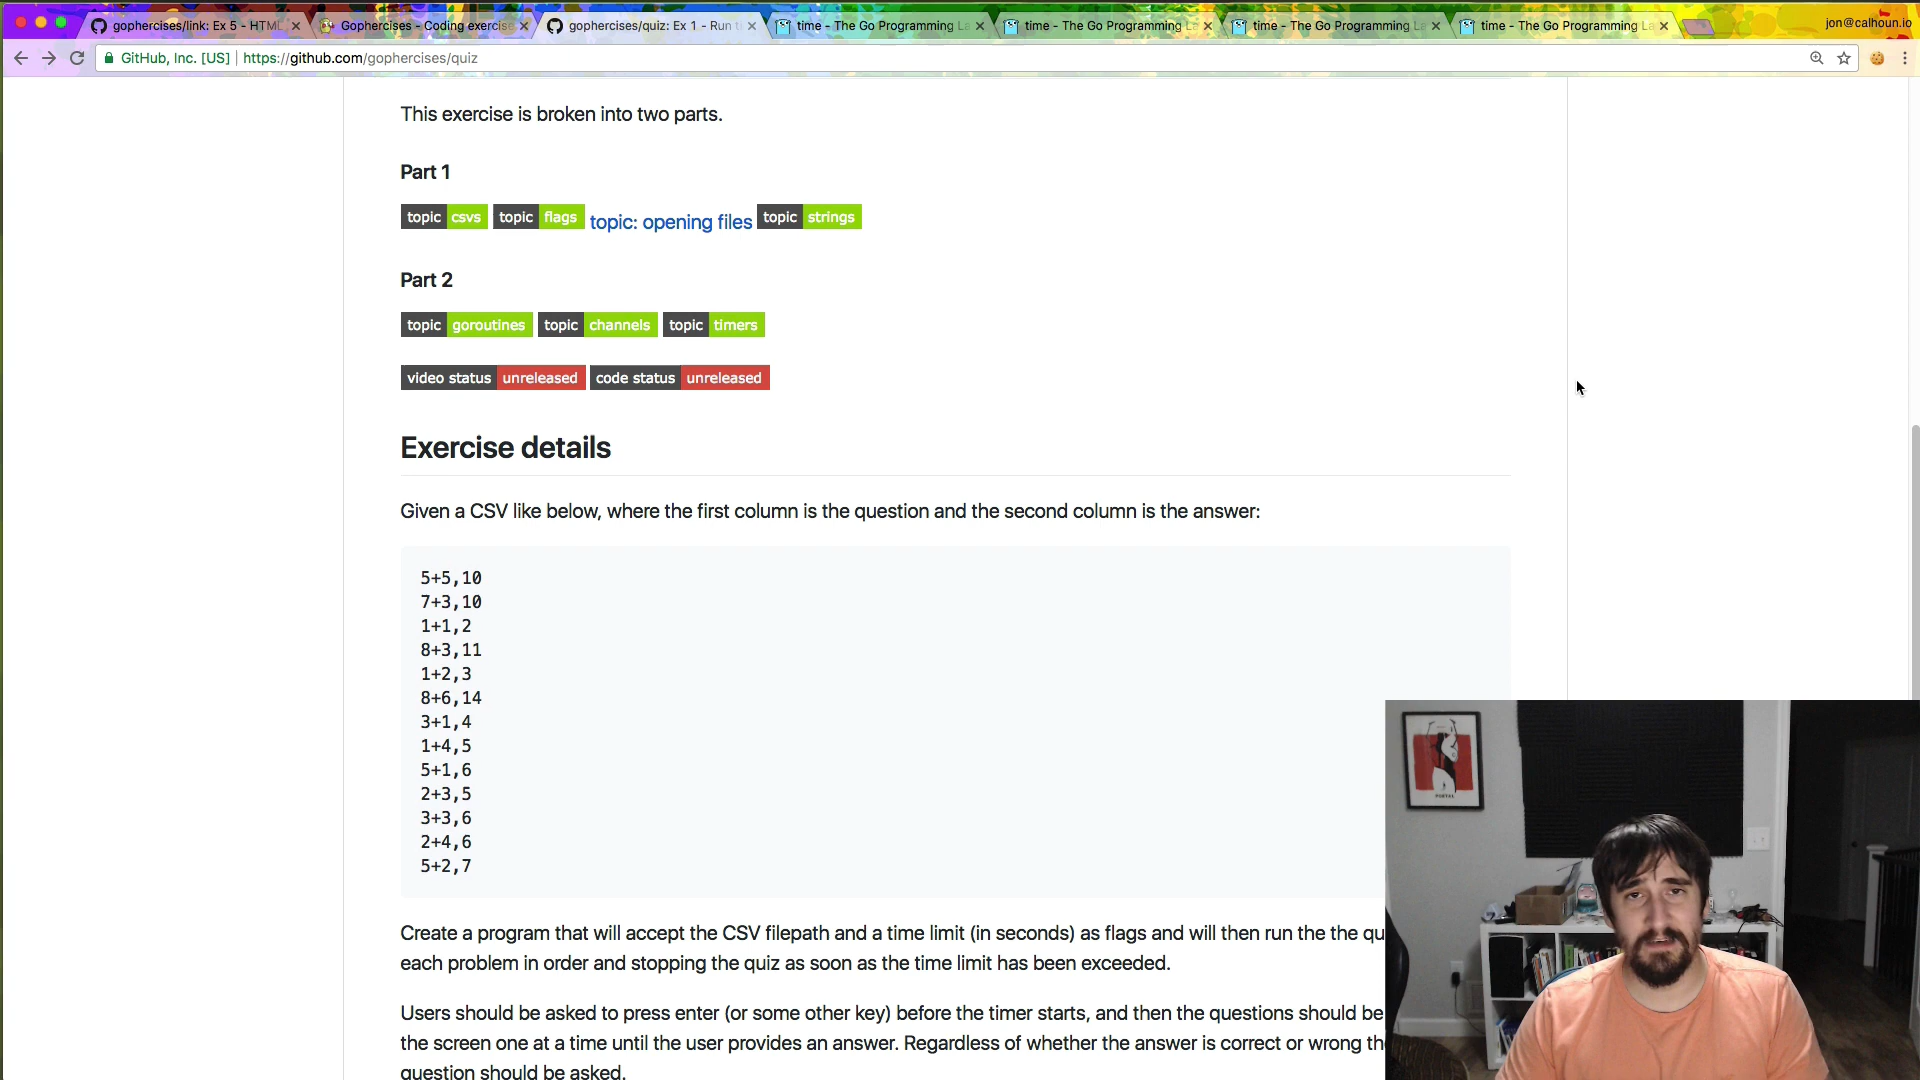 gophercises/link: Ex 5 - HTML
Gophercises - Coding exercise
gophercises/quiz: Ex 1 - Run t
time - The Go Programming La
time - The Go Programming La
time - The Go Programming La
time - The Go Programming La
jon@calhoun.io
GitHub, Inc. [US] | https://github.com/gophercises/quiz
This exercise is broken into two parts.
Part 1
topic csvs topic flags topic: opening files topic strings
Part 2
topic goroutines topic channels topic timers
video status unreleased code status unreleased
Exercise details
Given a CSV like below, where the first column is the question and the second column is the answer:
5+5,10
7+3,10
1+1,2
8+3,11
1+2,3
8+6,14
3+1,4
1+4,5
5+1,6
2+3,5
3+3,6
2+4,6
5+2,7
Create a program that will accept the CSV filepath and a time limit (in seconds) as flags and will then run the the qu
each problem in order and stopping the quiz as soon as the time limit has been exceeded.
Users should be asked to press enter (or some other key) before the timer starts, and then the questions should be
the screen one at a time until the user provides an answer. Regardless of whether the answer is correct or wrong th
question should be asked.
PORTAL